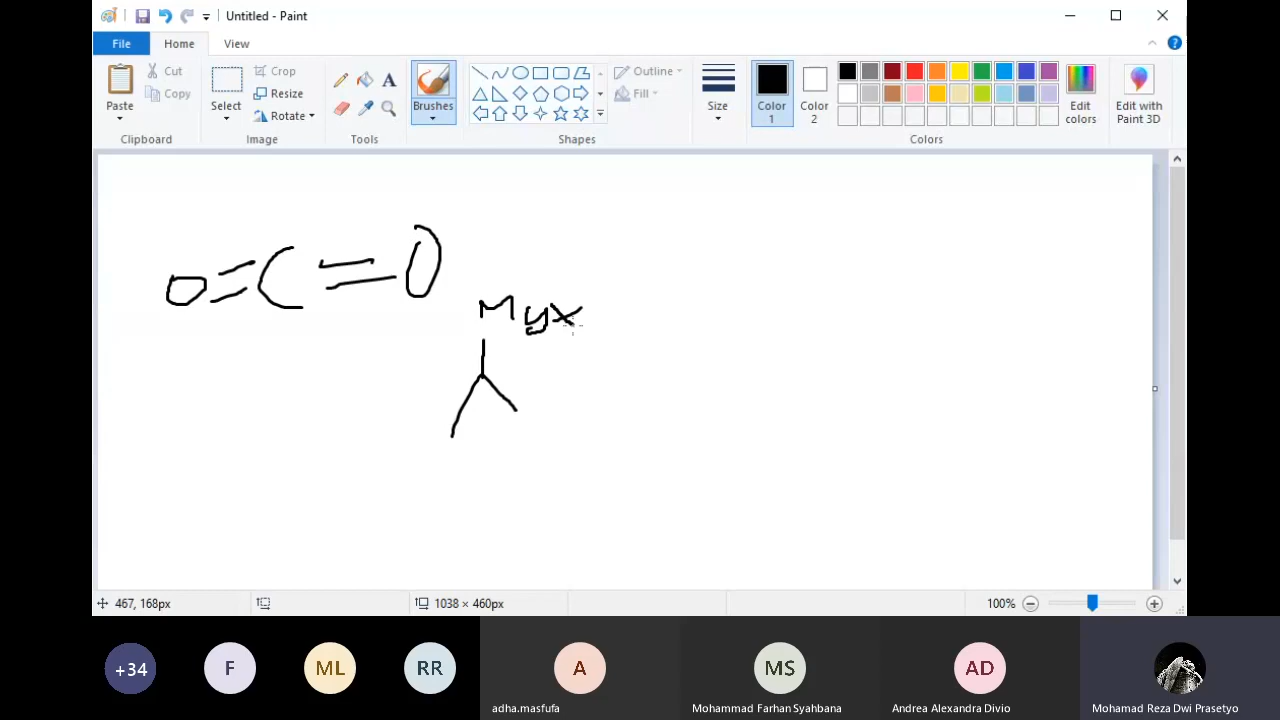 Untitled - Paint
File Home View
Paste Cut Copy
Clipboard
Select Crop Resize Rotate
Image
A
Tools
Brushes
Outline Fill
Shapes
Size
Color 1
Color 2
Edit colors
Colors
Edit with Paint 3D
O = C = O
Myx
467, 168px
1038 × 460px
100%
+34
F
ML
RR
A
adha.masfufa
MS
Mohammad Farhan Syahbana
AD
Andrea Alexandra Divio
Mohamad Reza Dwi Prasetyo